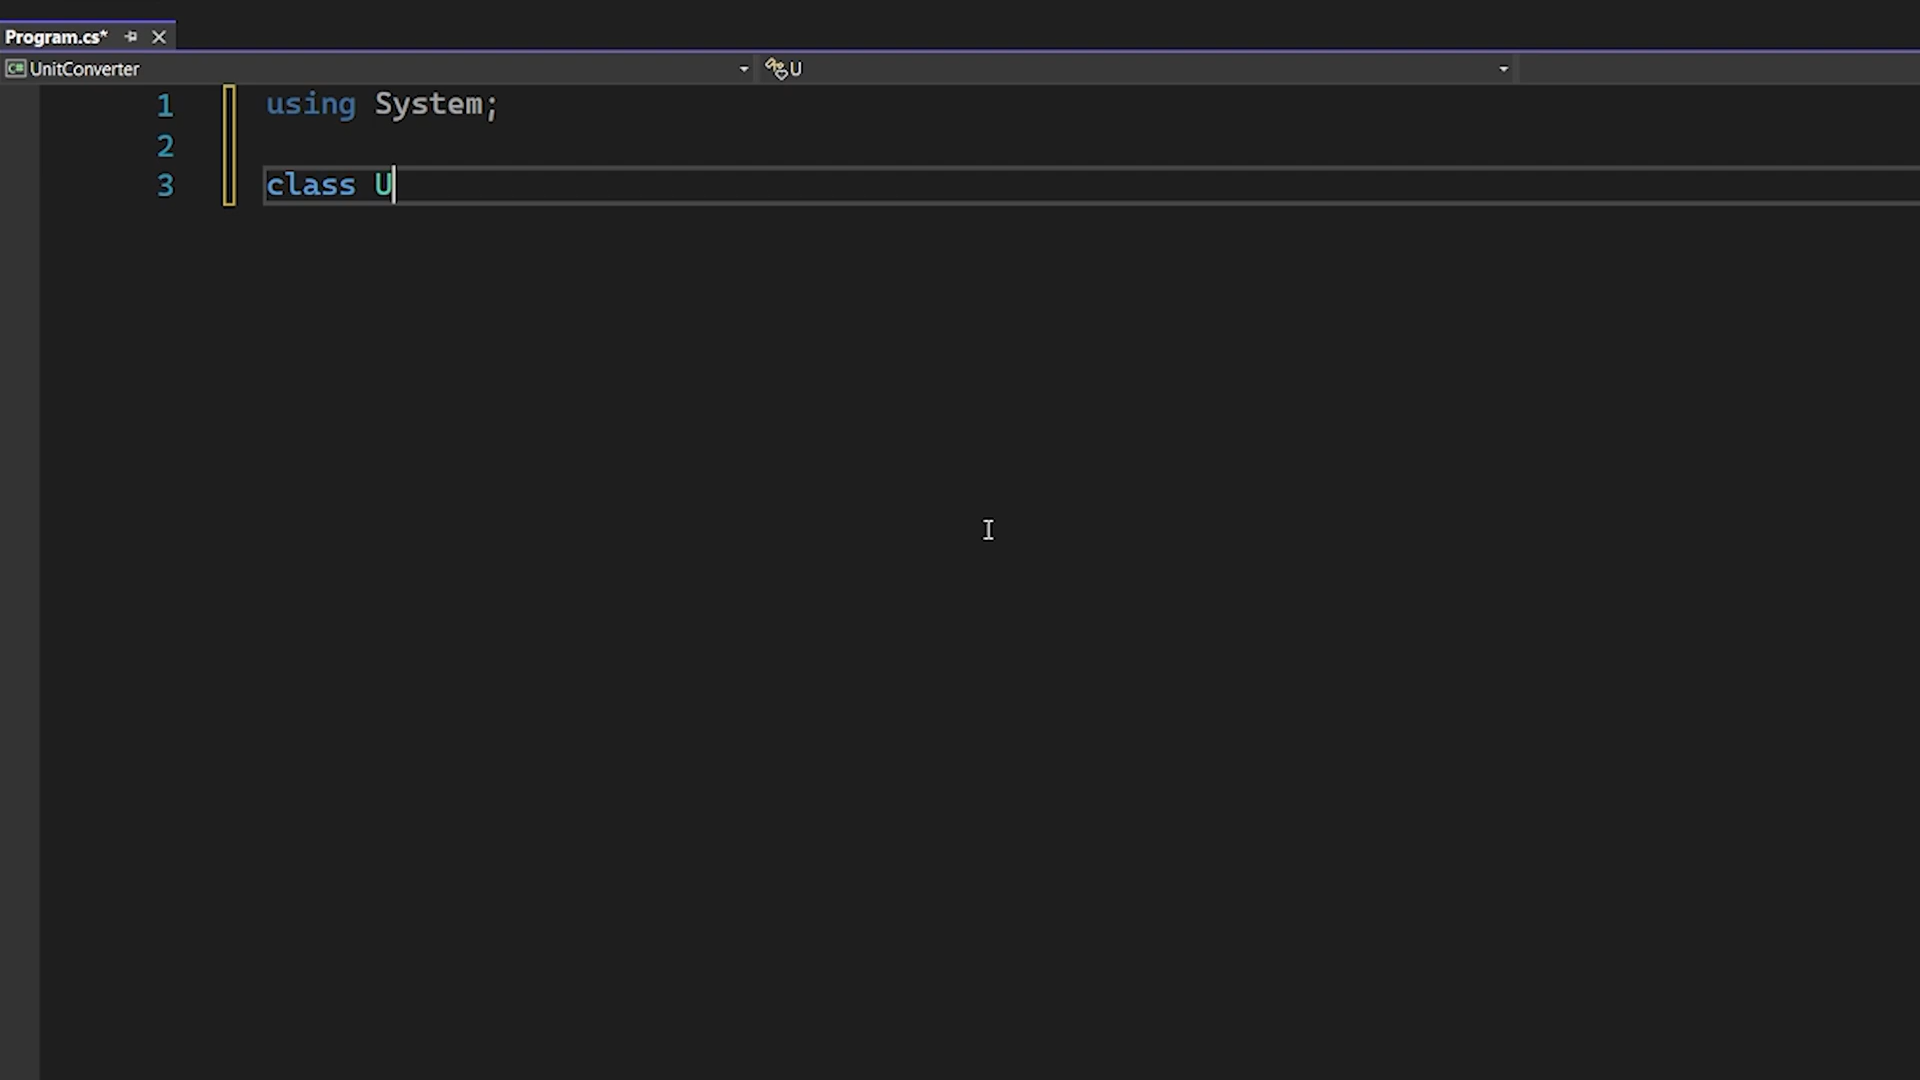 Program.cs*
UnitConverter U
1 using System;
2
3 class U